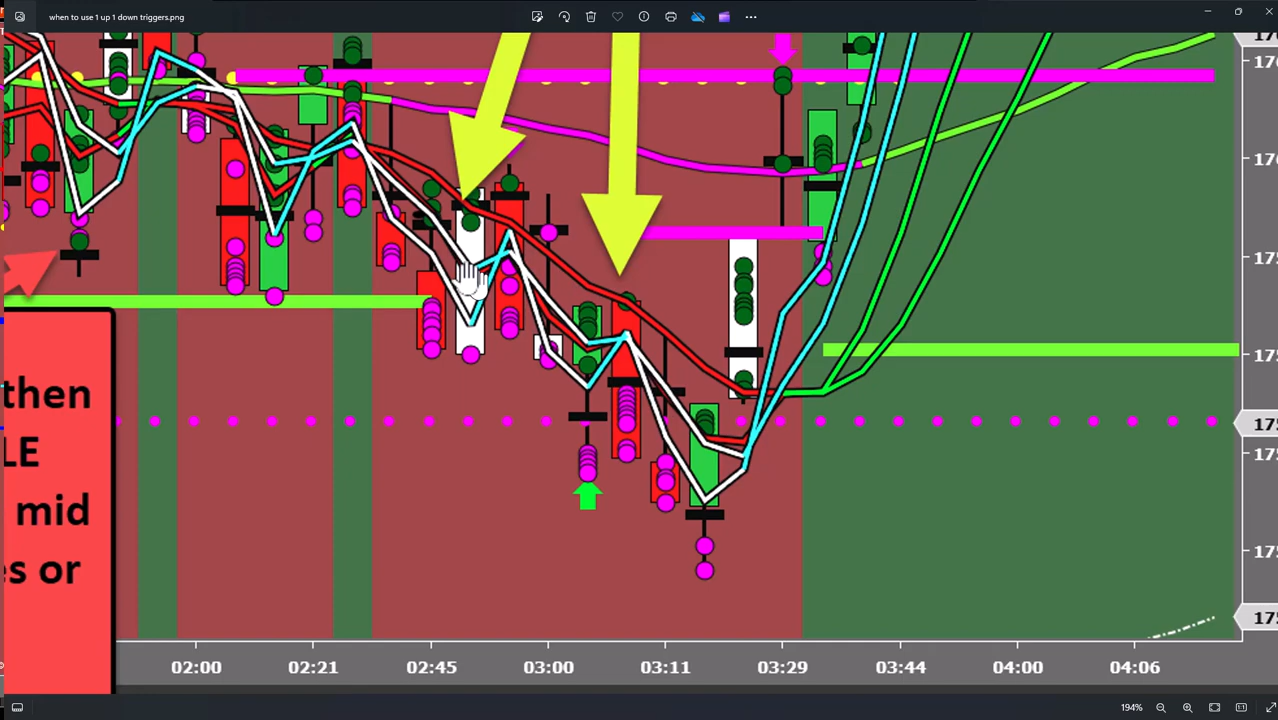 when to use 1 up 1 down triggers.png
then
LE
mid
es or
02:00 02:21 02:45 03:00 03:11 03:29 03:44 04:00 04:06
194%